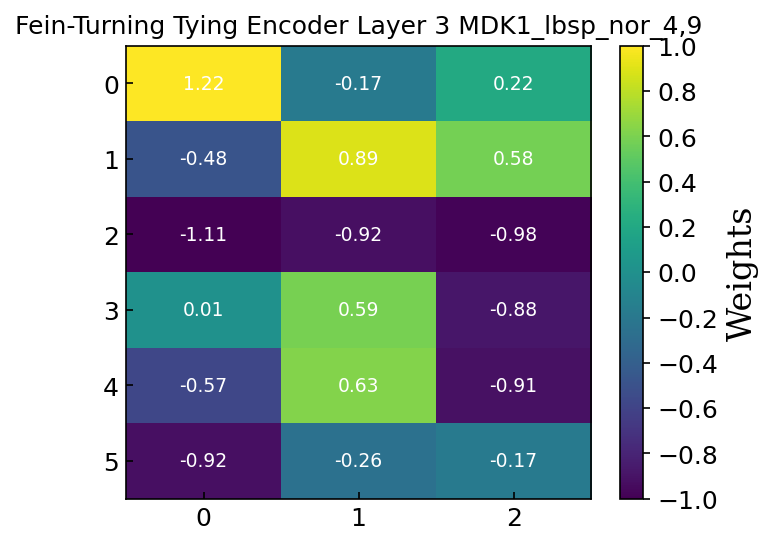 Fein-Turning Tying Encoder Layer 3 MDK1_lbsp_nor_4,9
0 1.22 -0.17 0.22
1 -0.48 0.89 0.58
2 -1.11 -0.92 -0.98
3 0.01 0.59 -0.88
4 -0.57 0.63 -0.91
5 -0.92 -0.26 -0.17
0 1 2
1.0
0.8
0.6
0.4
0.2
0.0
−0.2
−0.4
−0.6
−0.8
−1.0
Weights